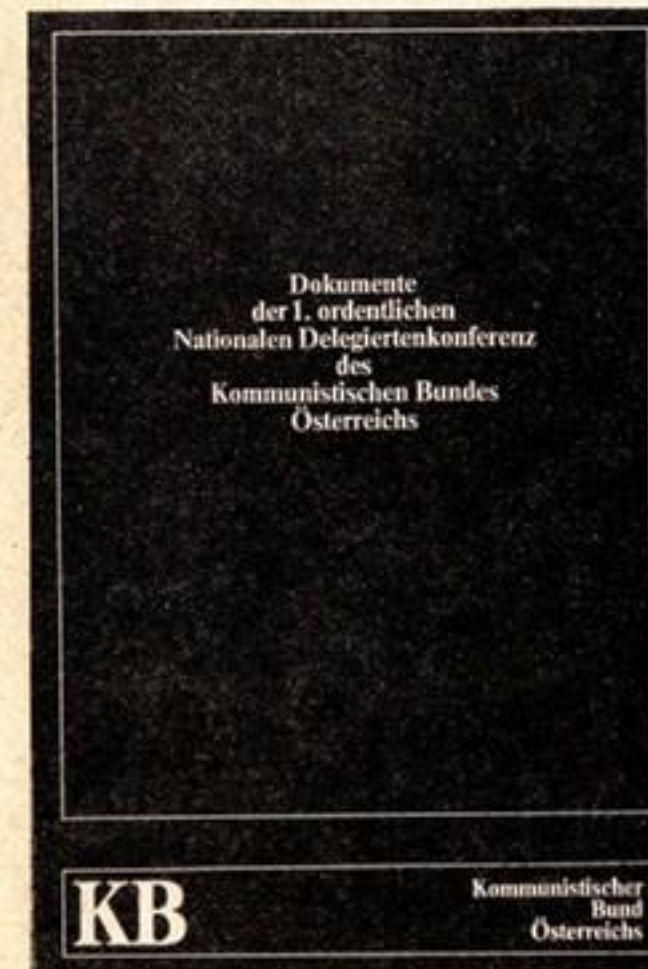 Dokumente
der 1. ordentlichen
Nationalen Delegiertenkonferenz
des
Kommunistischen Bundes
Österreichs
KB
Kommunistischer
Bund
Österreichs